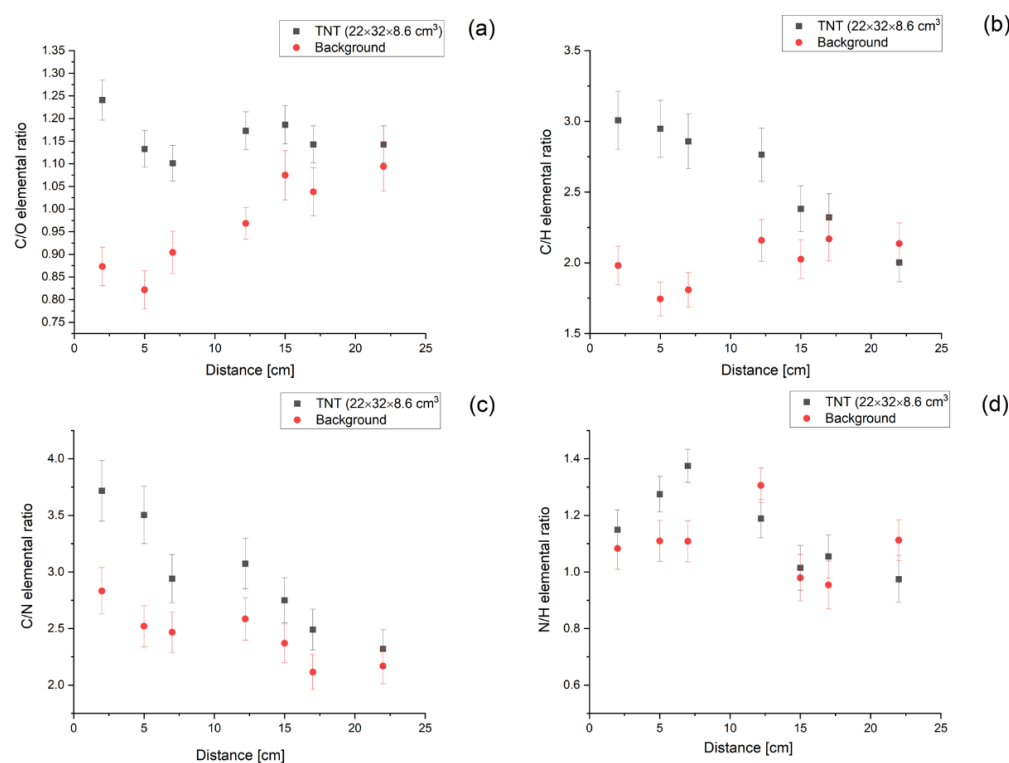 TNT (22×32×8.6 cm³)
Background
(a)
1.35
1.30
1.25
1.20
1.15
1.10
1.05
1.00
0.95
0.90
0.85
0.80
0.75
C/O elemental ratio
0 5 10 15 20 25
Distance [cm]
TNT (22×32×8.6 cm³
Background
(b)
3.5
3.0
2.5
2.0
1.5
C/H elemental ratio
0 5 10 15 20 25
Distance [cm]
TNT (22×32×8.6 cm³
Background
(c)
4.0
3.5
3.0
2.5
2.0
C/N elemental ratio
0 5 10 15 20 25
Distance [cm]
TNT (22×32×8.6 cm³
Background
(d)
1.4
1.2
1.0
0.8
0.6
N/H elemental ratio
0 5 10 15 20 25
Distance [cm]